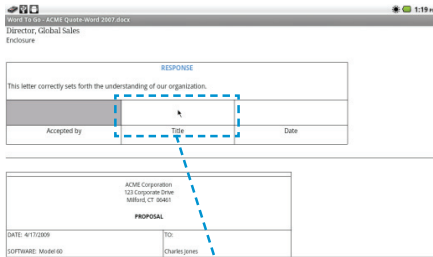 1:19 PM
Word To Go - ACME Quote-Word 2007.docx
Director, Global Sales
Enclosure
RESPONSE
This letter correctly sets forth the understanding of our organization.
Accepted by Title Date
ACME Corporation
123 Corporate Drive
Milford, CT 06461
PROPOSAL
DATE: 4/17/2009 TO:
SOFTWARE: Model 60 Charles Jones